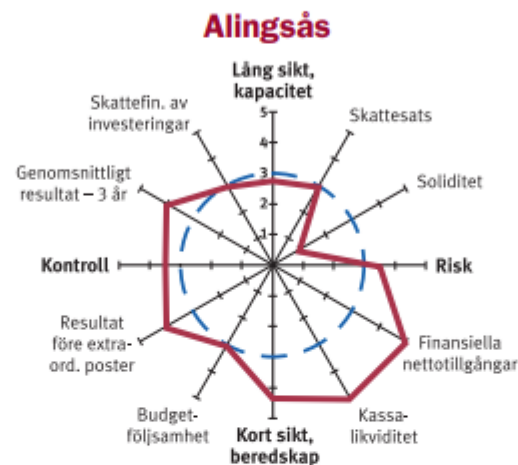 Alingsås
Lång sikt,
kapacitet
Skattefin. av
investeringar
Skattesats
Genomsnittligt
resultat – 3 år
Soliditet
5
4
3
2
1
Kontroll
Risk
Resultat
före extra-
ord. poster
Finansiella
nettotillgångar
Budget-
följsamhet
Kassa-
likviditet
Kort sikt,
beredskap